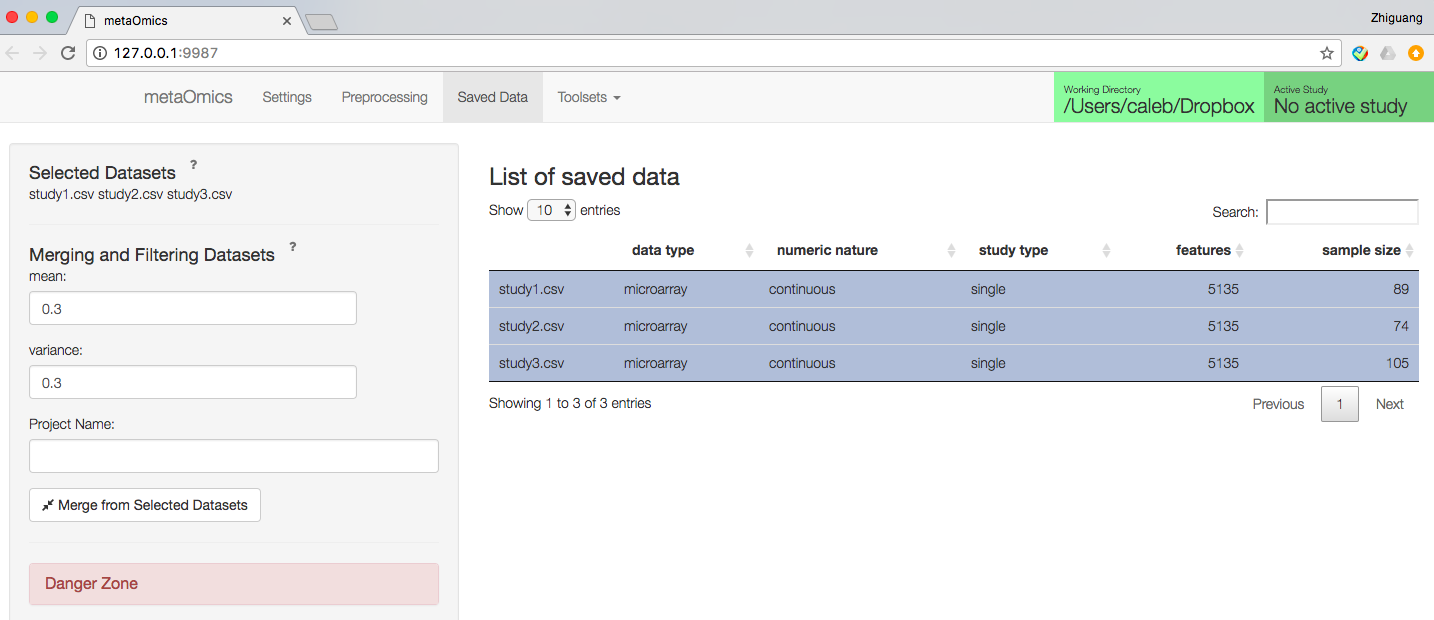 metaOmics
Zhiguang
127.0.0.1:9987
metaOmics Settings Preprocessing Saved Data Toolsets
Working Directory
/Users/caleb/Dropbox
Active Study
No active study
Selected Datasets ?
study1.csv study2.csv study3.csv
Merging and Filtering Datasets ?
mean:
0.3
variance:
0.3
Project Name:
Merge from Selected Datasets
Danger Zone
List of saved data
Show 10 entries
Search:
data type numeric nature study type features sample size
study1.csv microarray continuous single 5135 89
study2.csv microarray continuous single 5135 74
study3.csv microarray continuous single 5135 105
Showing 1 to 3 of 3 entries
Previous 1 Next